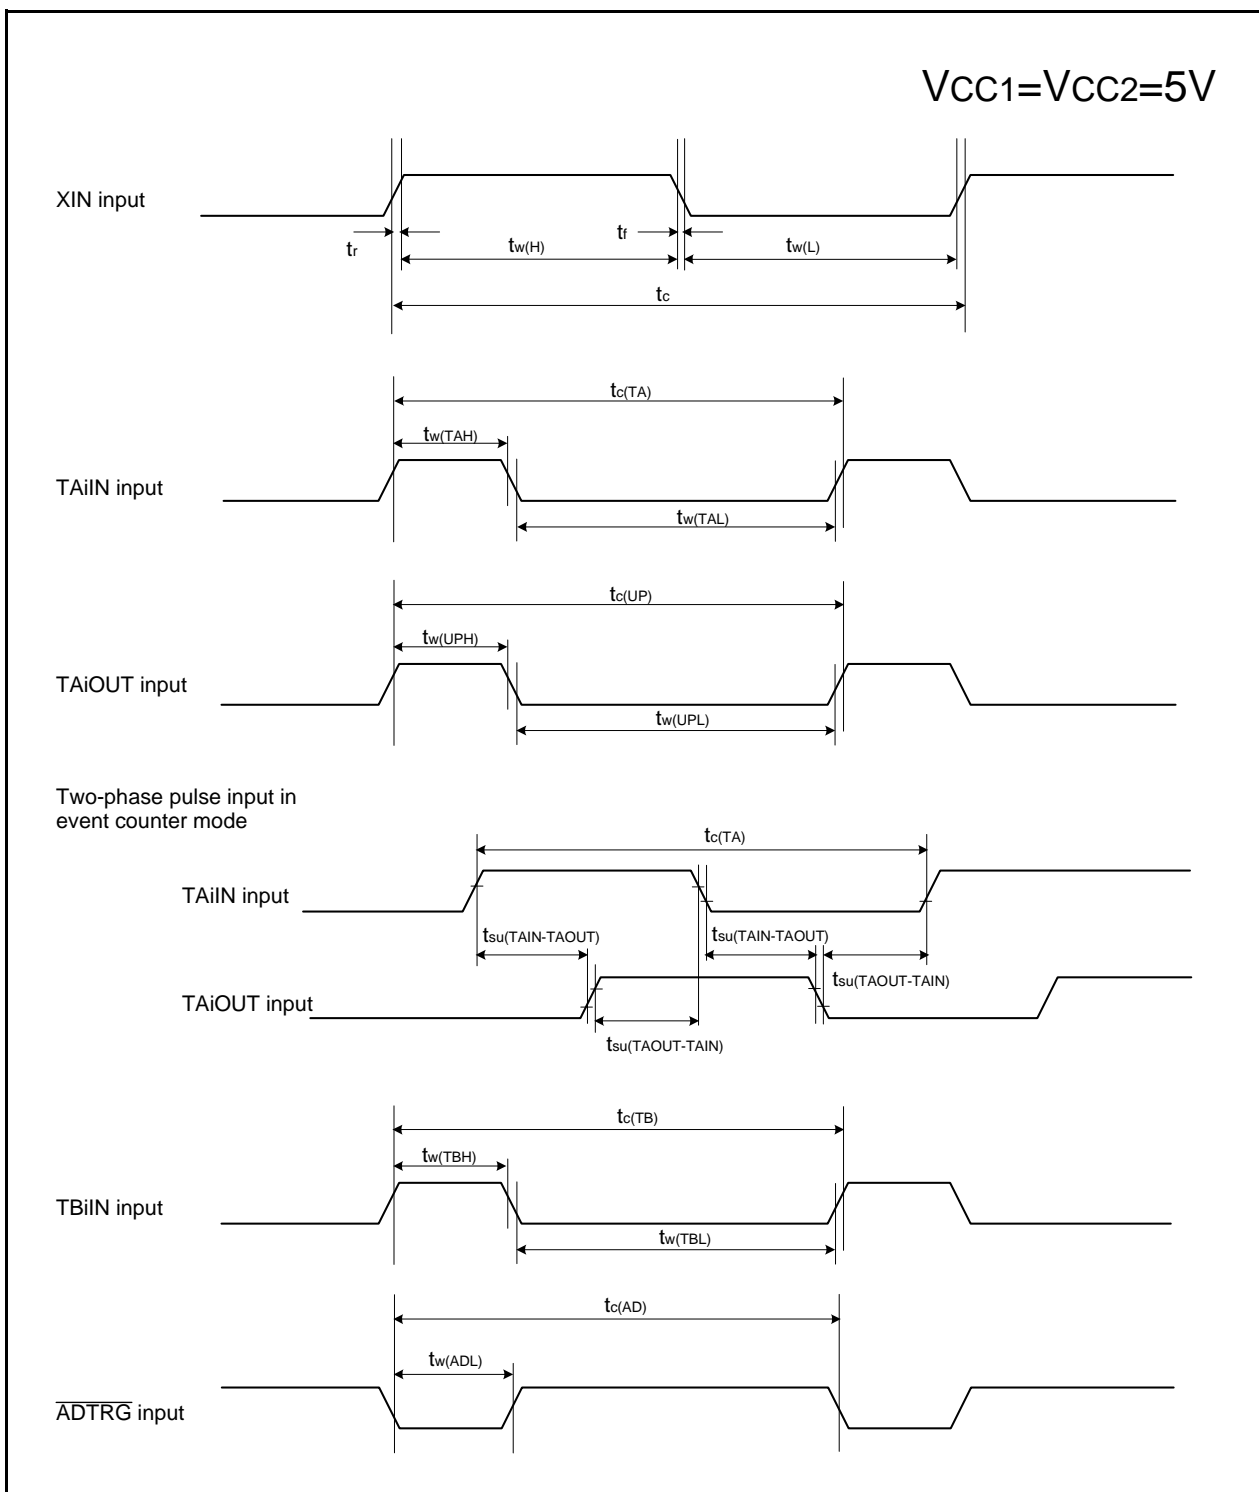 VCC1=VCC2=5V
XIN input
tr
tw(H)
tf
tw(L)
tc
tc(TA)
tw(TAH)
TAiIN input
tw(TAL)
tc(UP)
tw(UPH)
TAiOUT input
tw(UPL)
Two-phase pulse input in
event counter mode
tc(TA)
TAiIN input
tsu(TAIN-TAOUT)
tsu(TAIN-TAOUT)
tsu(TAOUT-TAIN)
TAiOUT input
tsu(TAOUT-TAIN)
tc(TB)
tw(TBH)
TBiIN input
tw(TBL)
tc(AD)
tw(ADL)
ADTRG input